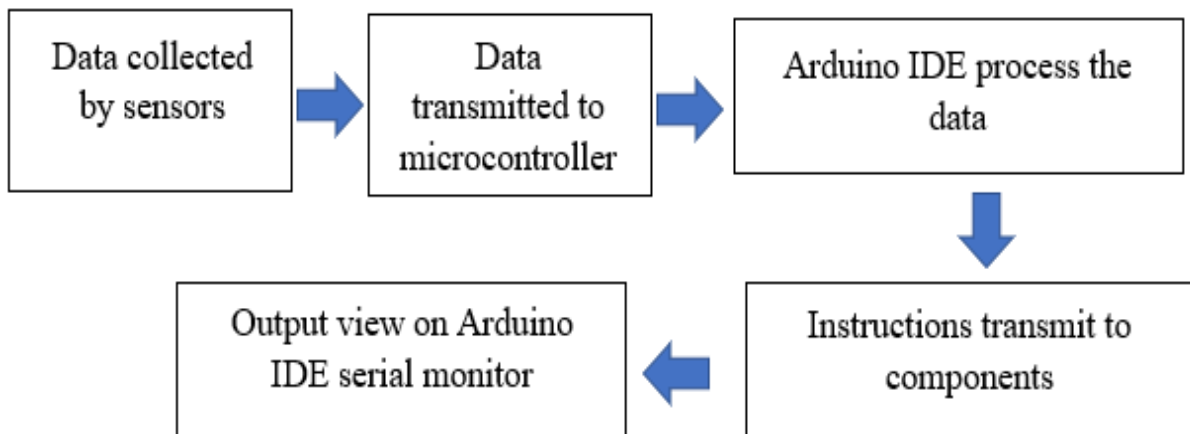 Data collected
by sensors
Data
transmitted to
microcontroller
Arduino IDE process the
data
Instructions transmit to
components
Output view on Arduino
IDE serial monitor